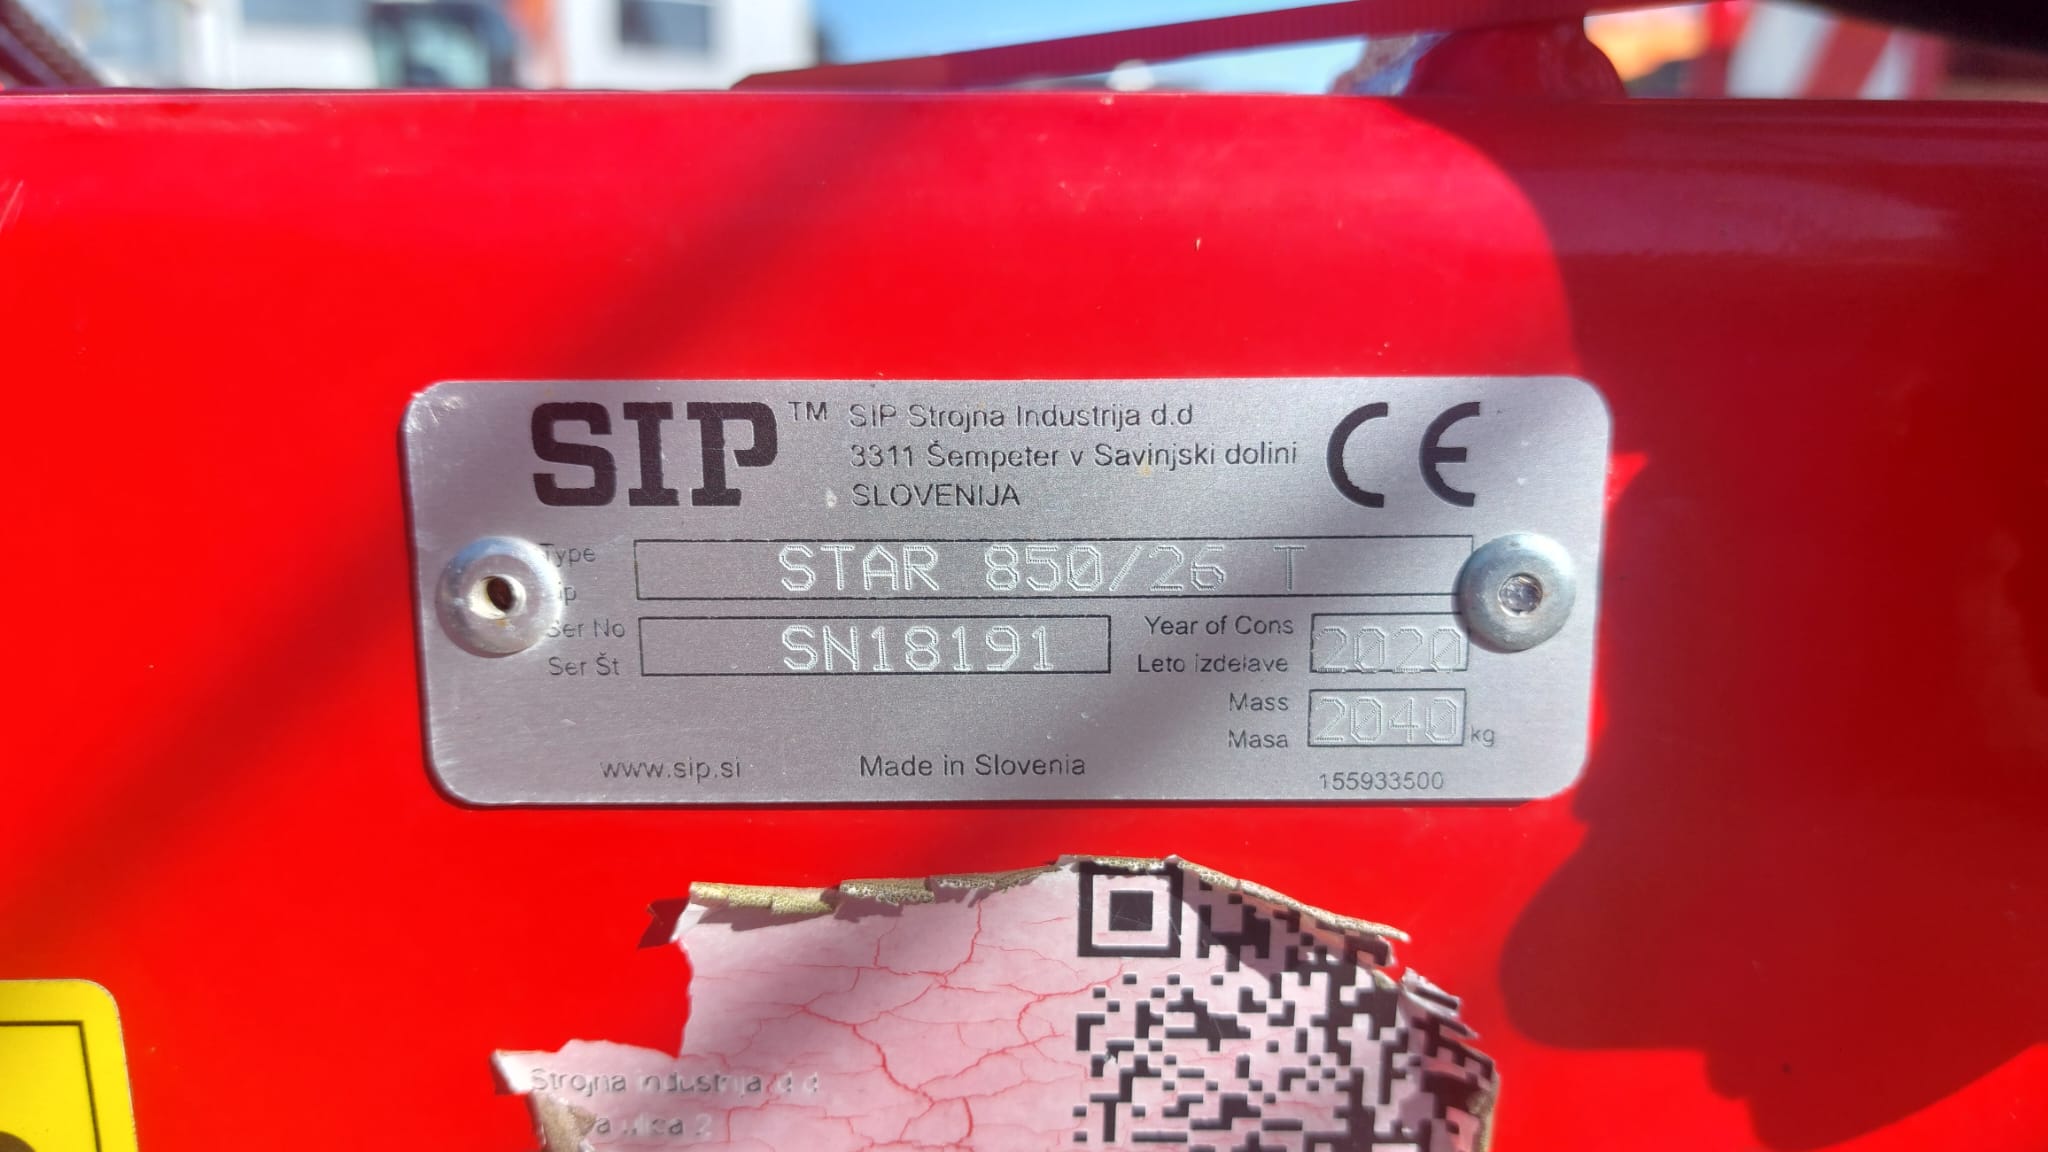 SIP™ SIP Strojna Industrija d.d
3311 Šempeter v Savinjski dolini
SLOVENIJA
CE
Type
STAR 850/26 T
Ser No
Ser Št
SN18191
Year of Cons
Leto izdelave
2020
Mass
Masa
2040 kg
www.sip.si
Made in Slovenia
155933500
Strojna industrija d d
ulica 2